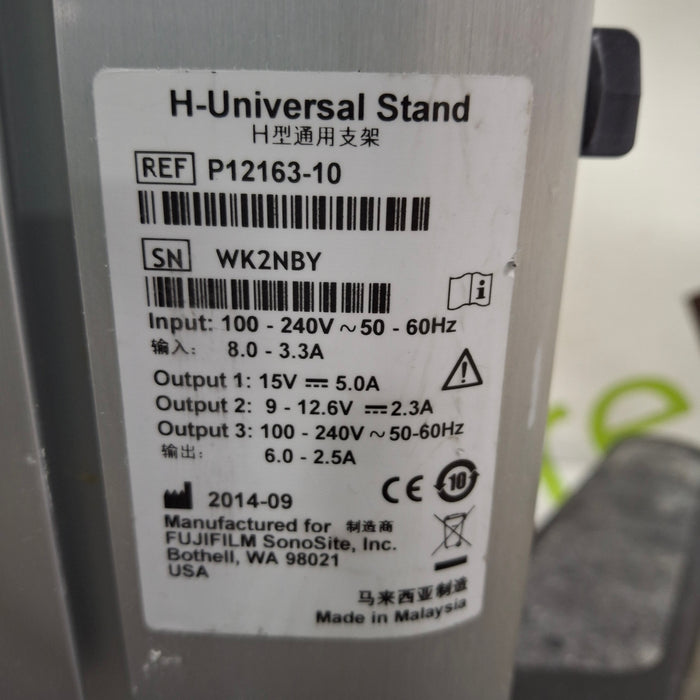 H-Universal Stand
H型通用支架
REF P12163-10
SN WK2NBY
Input: 100 - 240V ~ 50 - 60Hz
输入: 8.0 - 3.3A
Output 1: 15V ⎓ 5.0A
Output 2: 9 - 12.6V ⎓ 2.3A
Output 3: 100 - 240V ~ 50-60Hz
输出: 6.0 - 2.5A
2014-09
CE 10
Manufactured for 制造商
FUJIFILM SonoSite, Inc.
Bothell, WA 98021
USA
马来西亚制造
Made in Malaysia